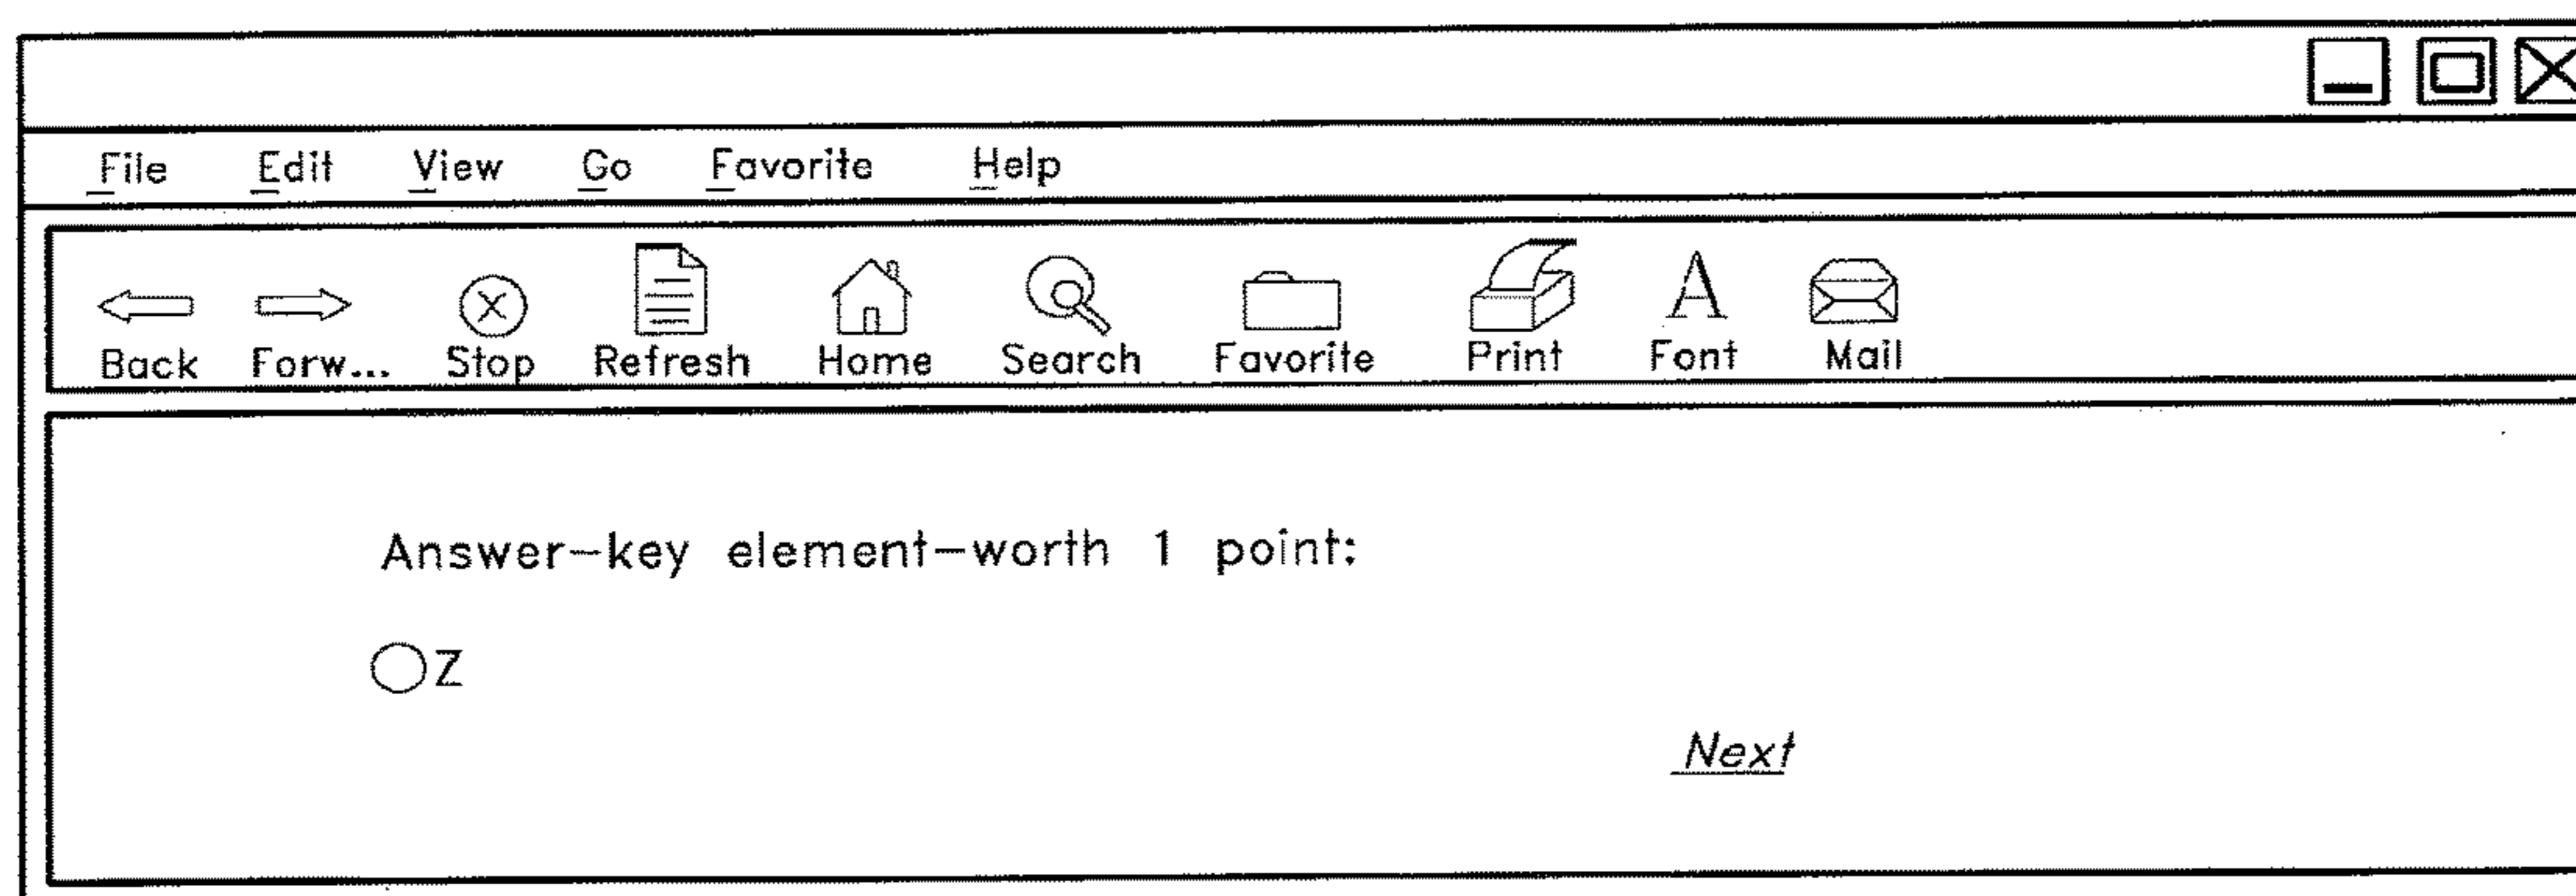 File Edit View Go Favorite Help
Back Forw... Stop Refresh Home Search Favorite Print Font Mail
Answer-key element-worth 1 point:
Z
Next